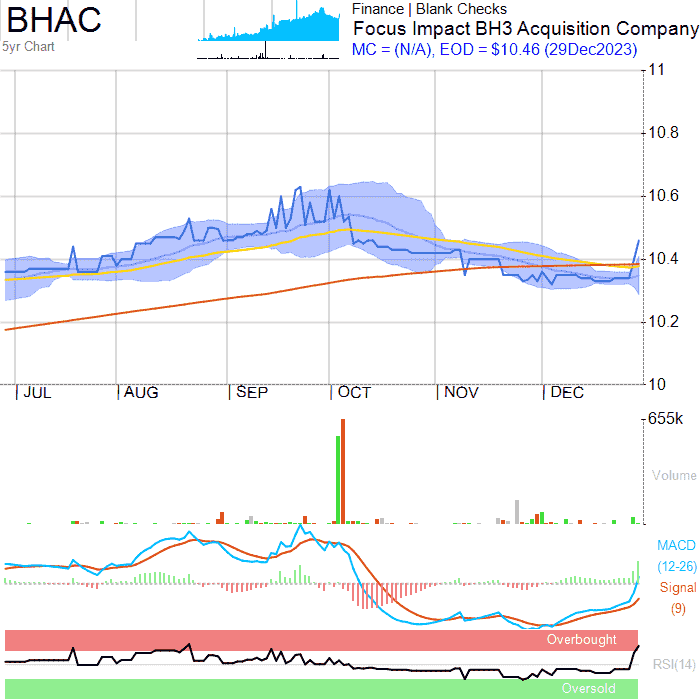 BHAC
5yr Chart
Finance | Blank Checks
Focus Impact BH3 Acquisition Company
MC = (N/A), EOD = $10.46 (29Dec2023)
11
10.8
10.6
10.4
10.2
10
JUL
AUG
SEP
OCT
NOV
DEC
655k
Volume
MACD
(12-26)
Signal
(9)
Overbought
RSI(14)
Oversold